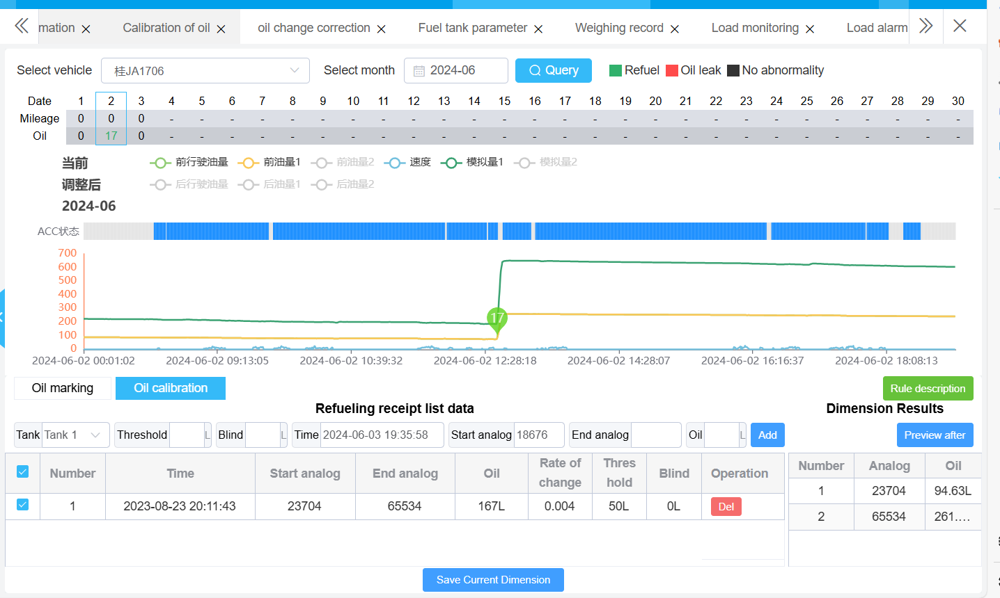 mation Calibration of oil oil change correction Fuel tank parameter Weighing record Load monitoring Load alarm
Select vehicle 桂JA1706 Select month 2024-06 Query Refuel Oil leak No abnormality
Date 1 2 3 4 5 6 7 8 9 10 11 12 13 14 15 16 17 18 19 20 21 22 23 24 25 26 27 28 29 30
Mileage 0 0 0 - - - - - - - - - - - - - - - - - - - - - - - - - - -
Oil 0 17 0 - - - - - - - - - - - - - - - - - - - - - - - - - - -
当前 前行驶油量 前油量1 前油量2 速度 模拟量1 模拟量2
调整后 后行驶油量 后油量1 后油量2
2024-06
ACC状态
700
600
500
400
300
200
100
0
17
2024-06-02 00:01:02 2024-06-02 09:13:05 2024-06-02 10:39:32 2024-06-02 12:28:18 2024-06-02 14:28:07 2024-06-02 16:16:37 2024-06-02 18:08:13
Oil marking Oil calibration Rule description
Refueling receipt list data Dimension Results
Tank Tank 1 Threshold L Blind L Time 2024-06-03 19:35:58 Start analog 18676 End analog Oil L Add Preview after
Number Time Start analog End analog Oil Rate of change Thres hold Blind Operation
1 2023-08-23 20:11:43 23704 65534 167L 0.004 50L 0L Del
Number Analog Oil
1 23704 94.63L
2 65534 261.…
Save Current Dimension